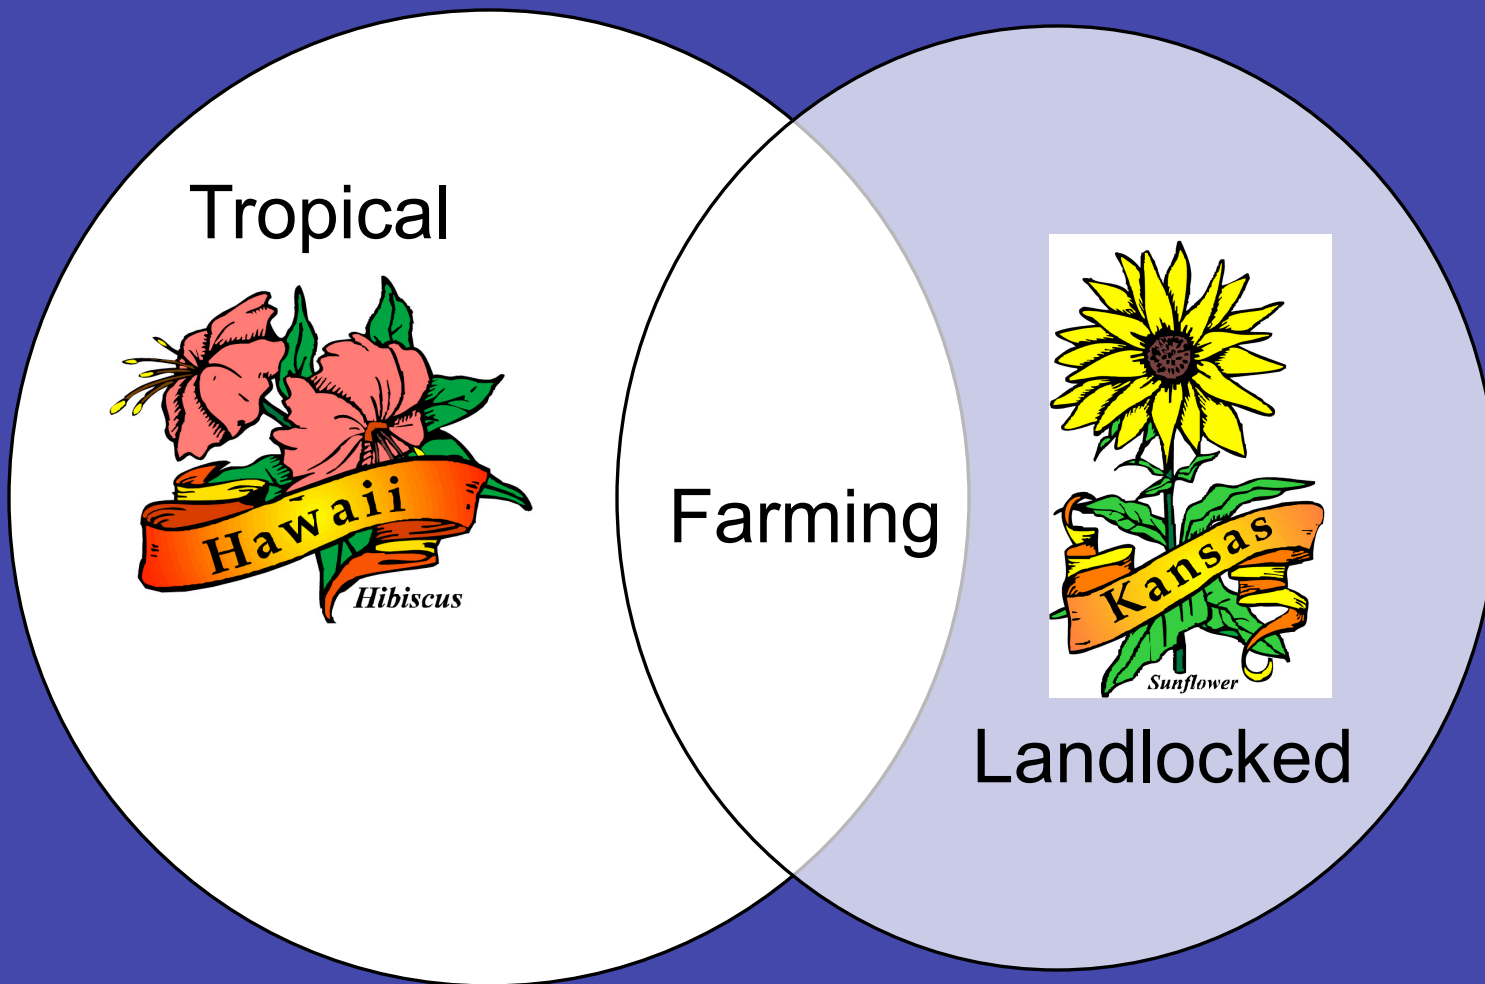 Tropical
Hawaii
Hibiscus
Farming
Kansas
Sunflower
Landlocked